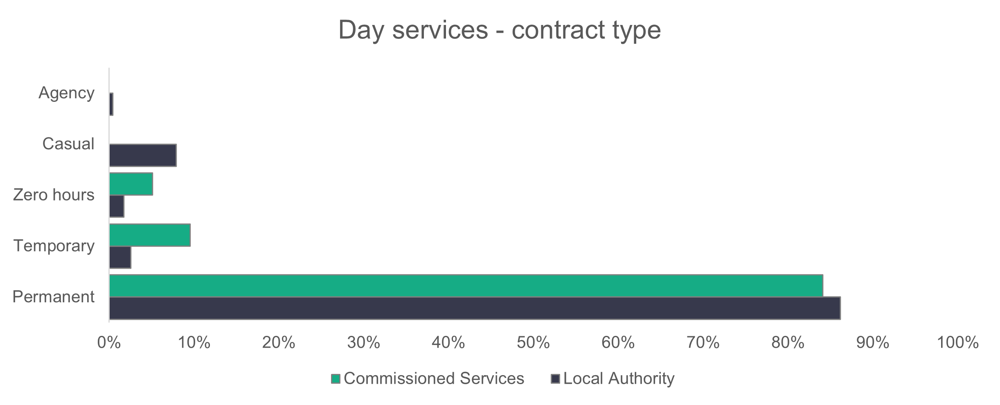 Day services - contract type
Agency
Casual
Zero hours
Temporary
Permanent
0% 10% 20% 30% 40% 50% 60% 70% 80% 90% 100%
Commissioned Services Local Authority